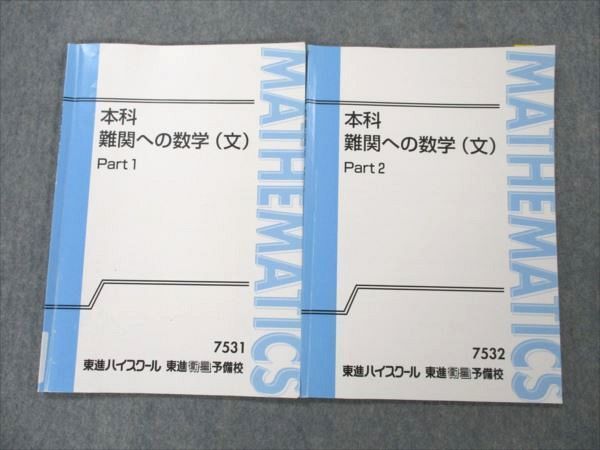 本科
難関への数学(文)
Part 1
7531
東進ハイスクール 東進衛星予備校
MATHEMATICS
本科
難関への数学(文)
Part 2
7532
東進ハイスクール 東進衛星予備校
MATHEMATICS